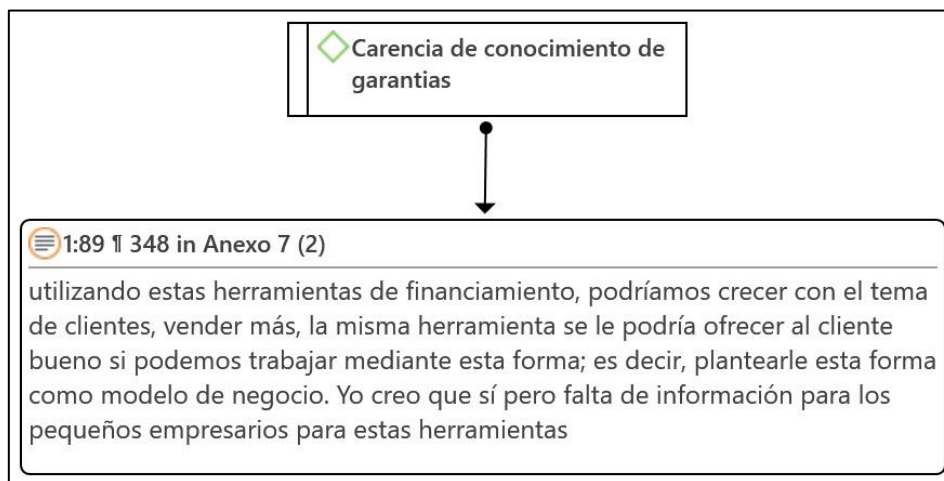 Carencia de conocimiento de
garantias
1:89 ¶ 348 in Anexo 7 (2)
utilizando estas herramientas de financiamiento, podríamos crecer con el tema
de clientes, vender más, la misma herramienta se le podría ofrecer al cliente
bueno si podemos trabajar mediante esta forma; es decir, plantearle esta forma
como modelo de negocio. Yo creo que sí pero falta de información para los
pequeños empresarios para estas herramientas